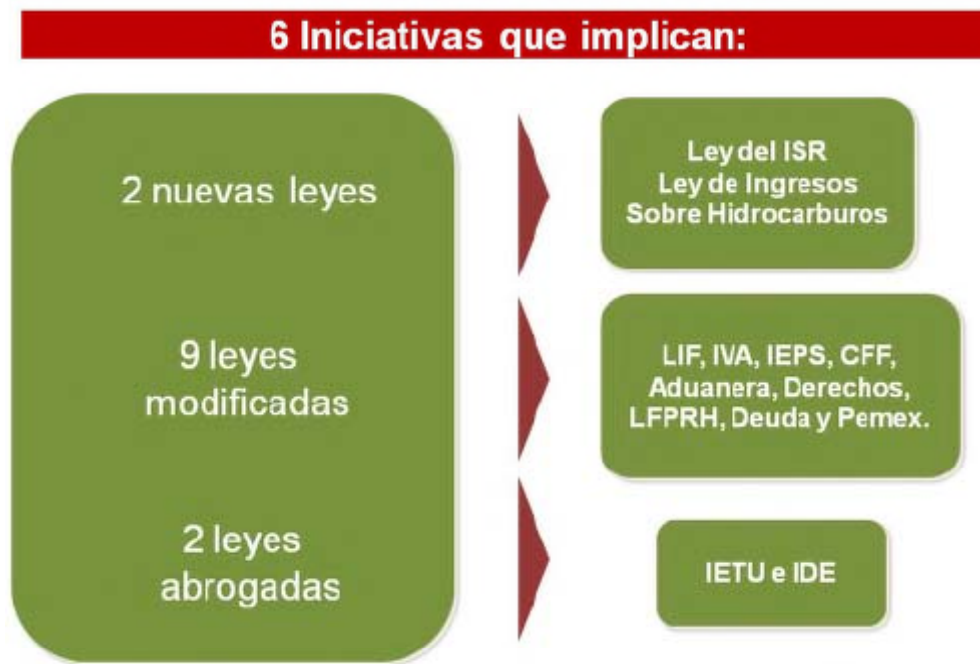 6 Iniciativas que implican:
2 nuevas leyes
Ley del ISR
Ley de Ingresos
Sobre Hidrocarburos
9 leyes
modificadas
LIF, IVA, IEPS, CFF,
Aduanera, Derechos,
LFPRH, Deuda y Pemex.
2 leyes
abrogadas
IETU e IDE